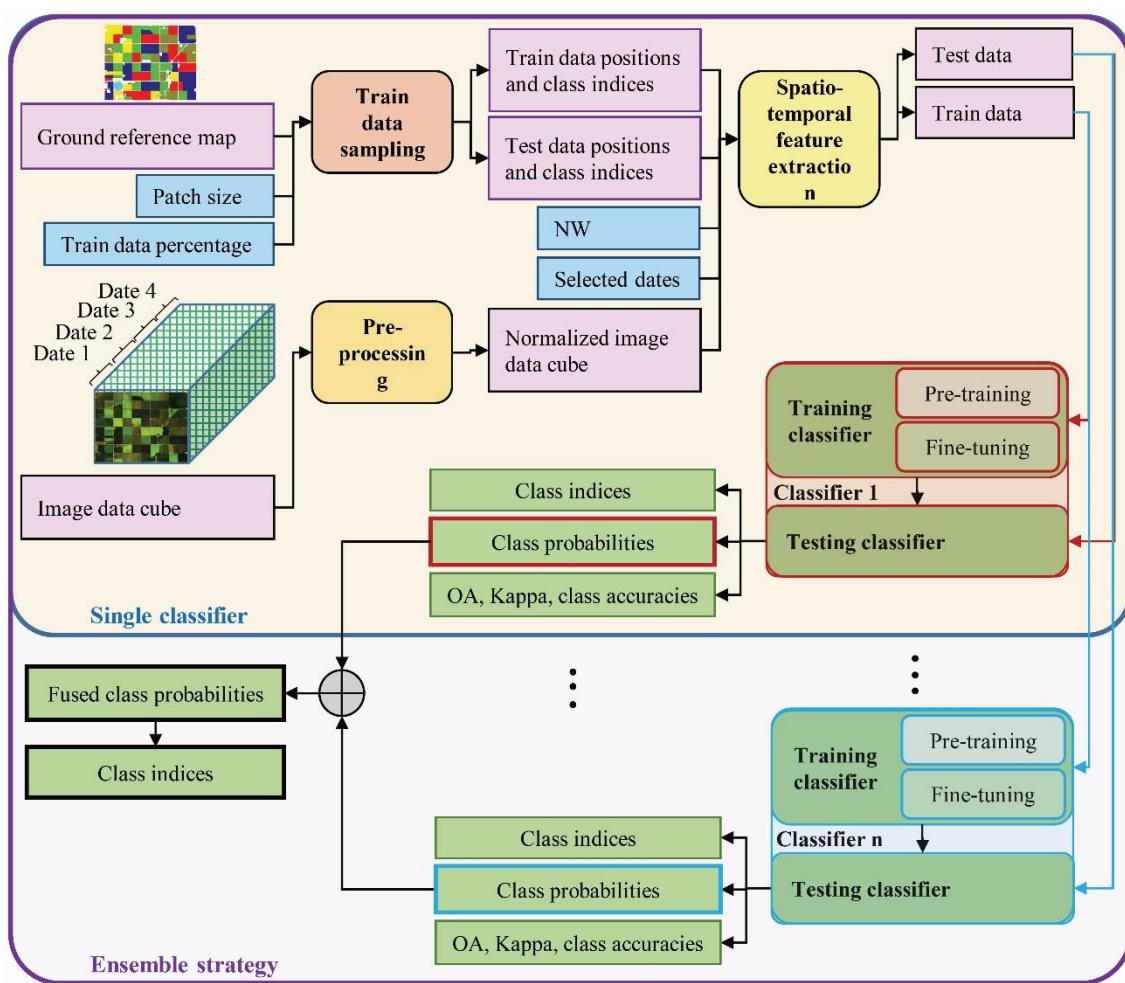 Ground reference map
Patch size
Train data percentage
Train
data
sampling
Train data positions
and class indices
Test data positions
and class indices
NW
Selected dates
Spatio-
temporal
feature
extractio
n
Test data
Train data
Date 4
Date 3
Date 2
Date 1
Image data cube
Pre-
processin
g
Normalized image
data cube
Training
classifier
Pre-training
Fine-tuning
Classifier 1
Testing classifier
Class indices
Class probabilities
OA, Kappa, class accuracies
Single classifier
Fused class probabilities
Class indices
Training
classifier
Pre-training
Fine-tuning
Classifier n
Testing classifier
Class indices
Class probabilities
OA, Kappa, class accuracies
Ensemble strategy